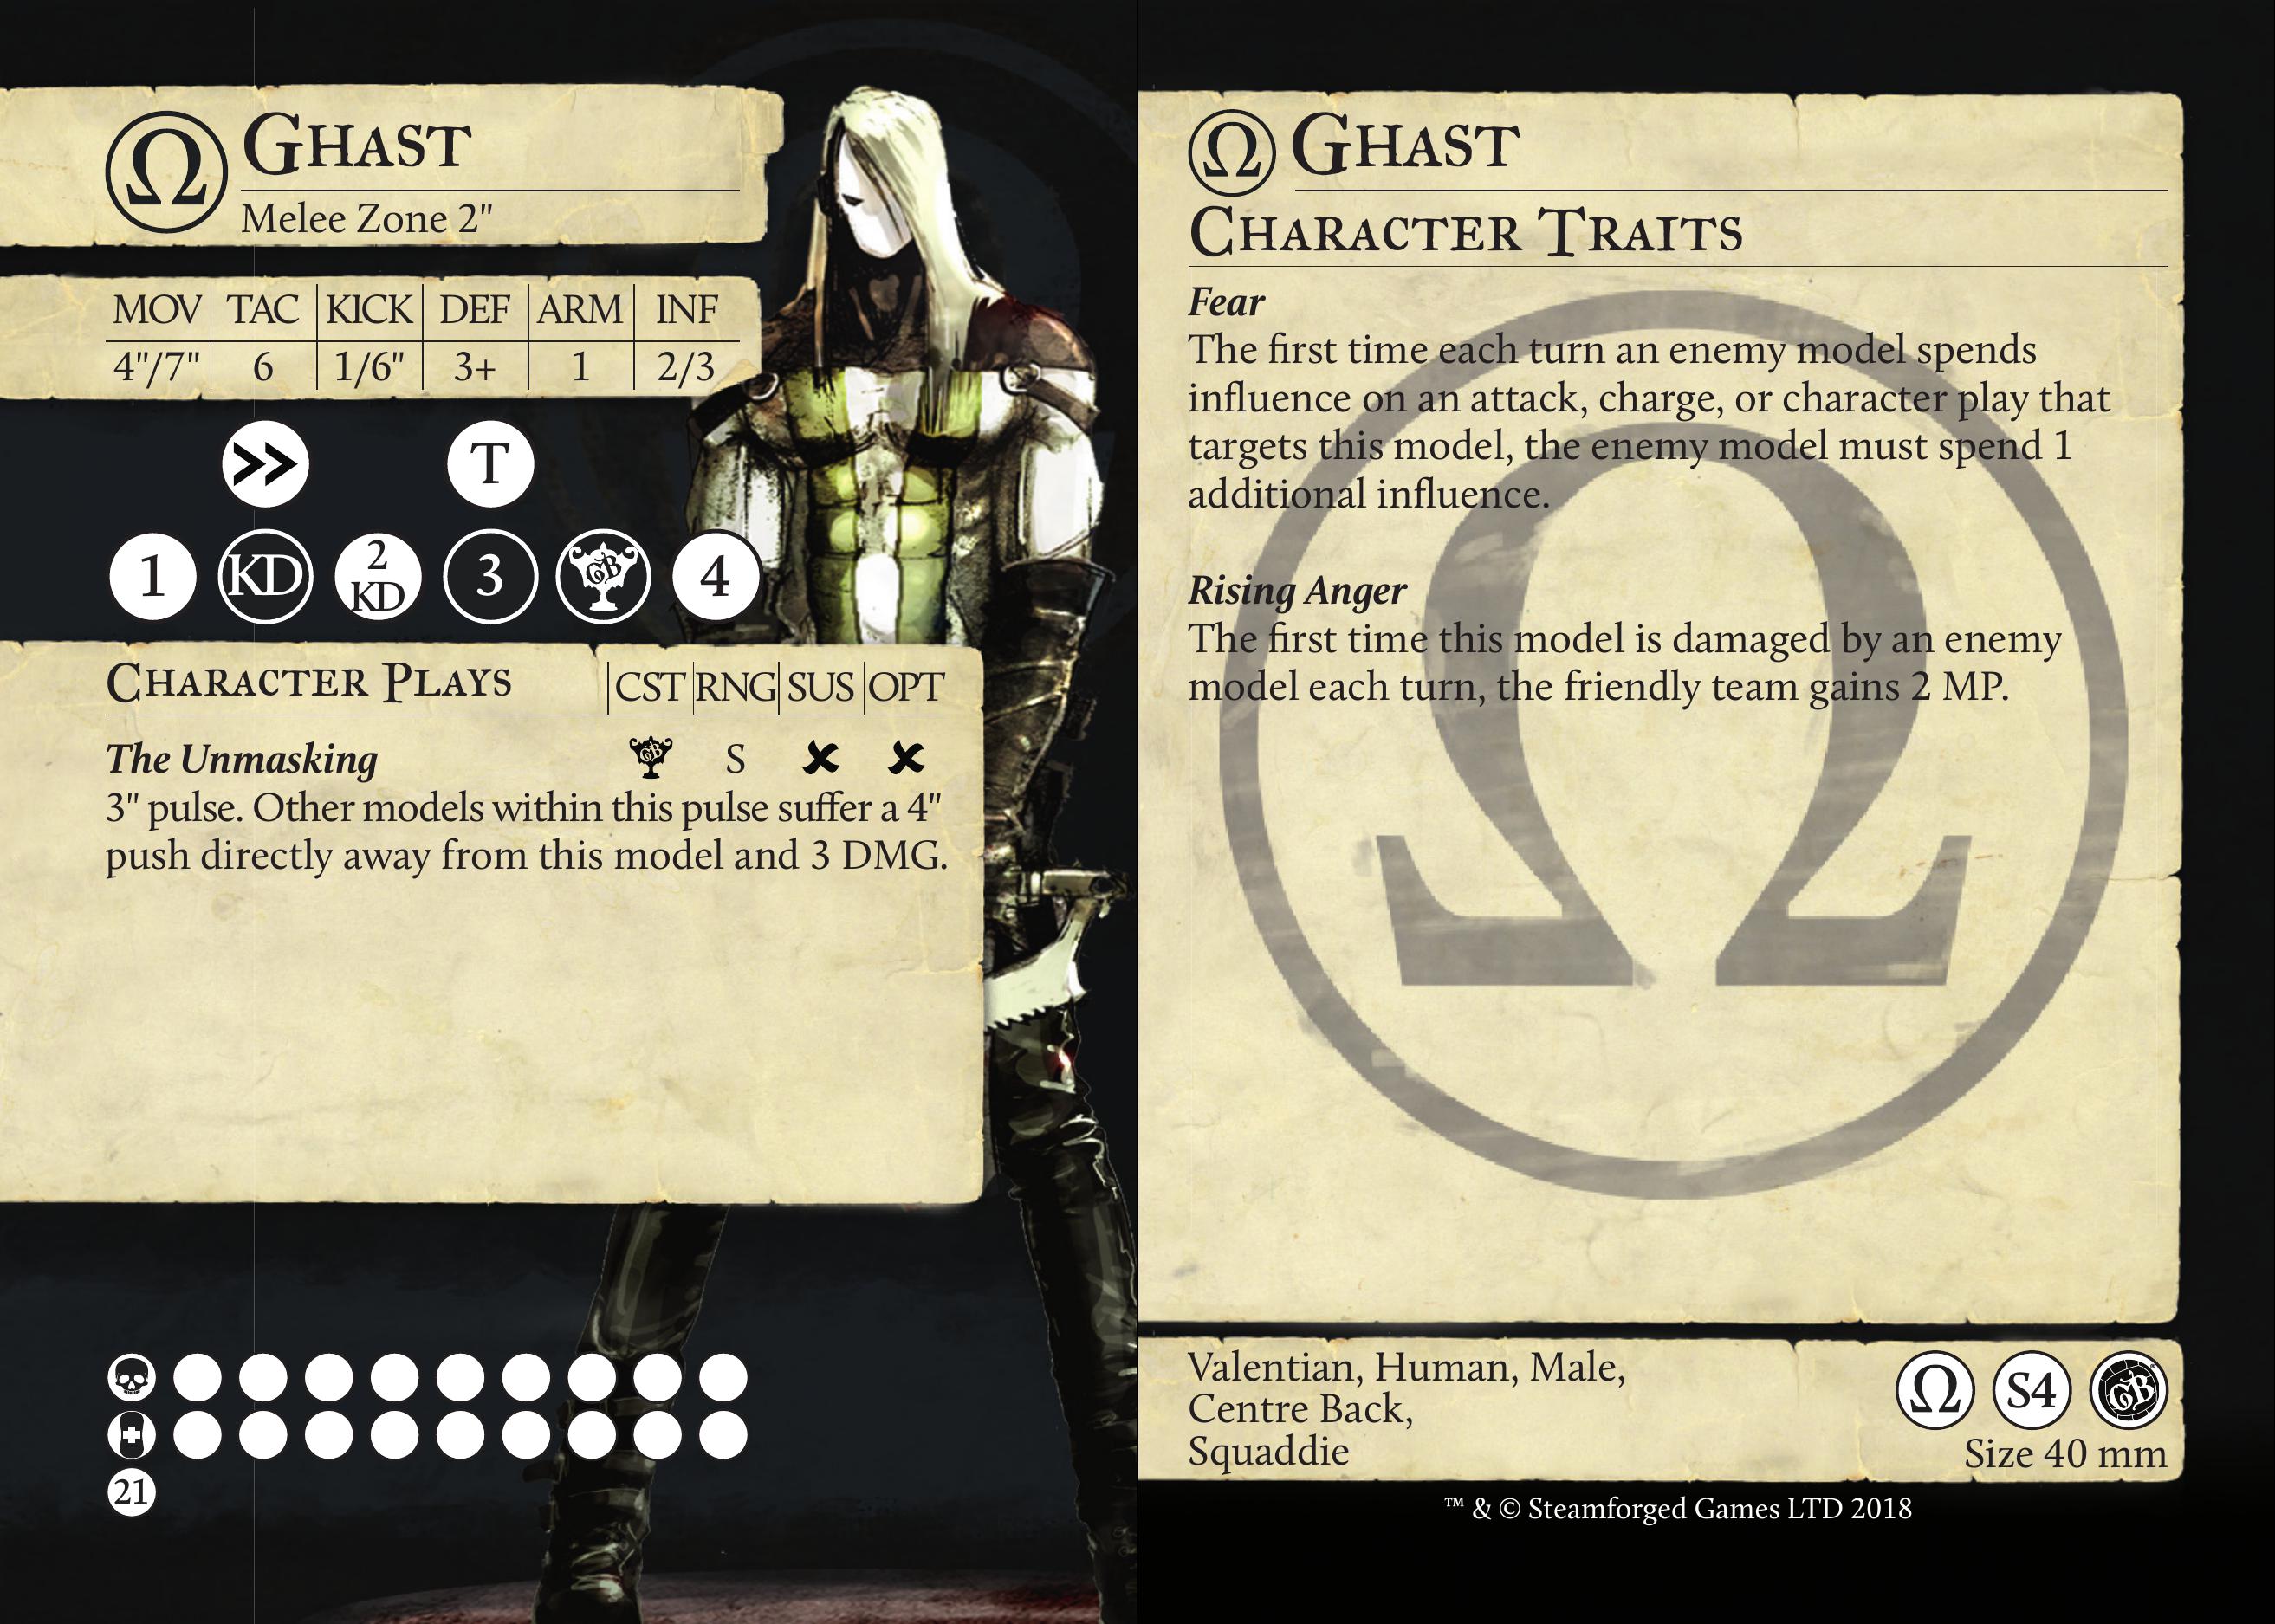 Ω GHAST
Melee Zone 2"
MOV TAC KICK DEF ARM INF
4"/7" 6 1/6" 3+ 1 2/3
>> T
1 KD 2 KD 3 GB 4
CHARACTER PLAYS CST RNG SUS OPT
The Unmasking GB S ✘ ✘
3" pulse. Other models within this pulse suffer a 4"
push directly away from this model and 3 DMG.
21
Ω GHAST
CHARACTER TRAITS
Fear
The first time each turn an enemy model spends
influence on an attack, charge, or character play that
targets this model, the enemy model must spend 1
additional influence.
Rising Anger
The first time this model is damaged by an enemy
model each turn, the friendly team gains 2 MP.
Ω
Valentian, Human, Male,
Centre Back,
Squaddie
Ω S4 GB
Size 40 mm
™ & © Steamforged Games LTD 2018